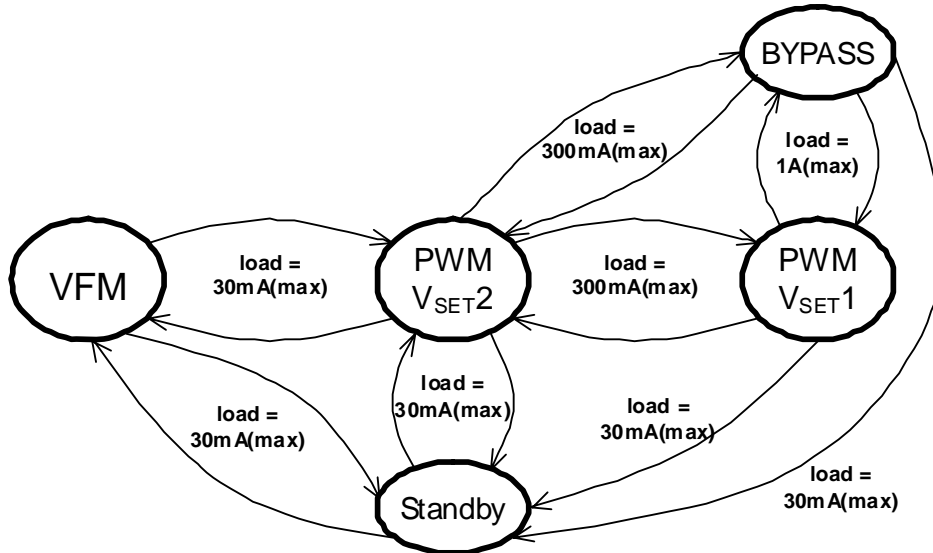 BYPASS
load =
300mA(max)
load =
1A(max)
VFM
load =
30mA(max)
PWM
VSET2
load =
300mA(max)
PWM
VSET1
load =
30mA(max)
load =
30mA(max)
load =
30mA(max)
load =
30mA(max)
Standby